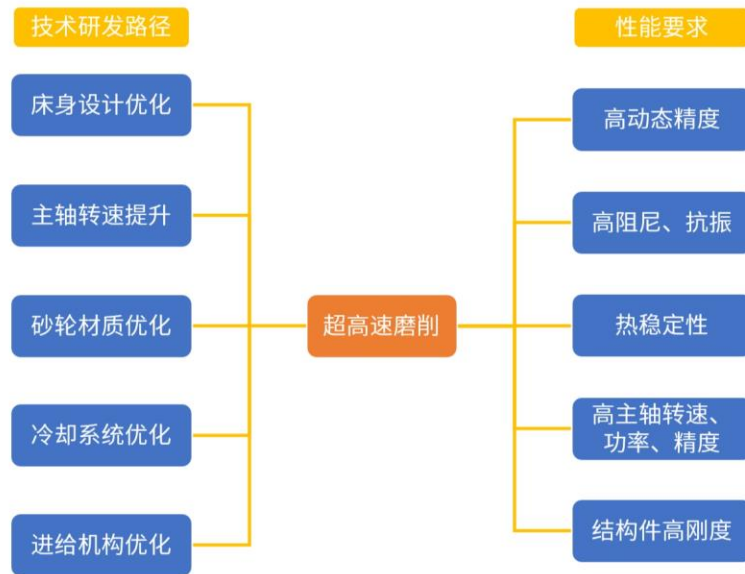 技术研发路径
床身设计优化
主轴转速提升
砂轮材质优化
冷却系统优化
进给机构优化
超高速磨削
性能要求
高动态精度
高阻尼、抗振
热稳定性
高主轴转速、
功率、精度
结构件高刚度